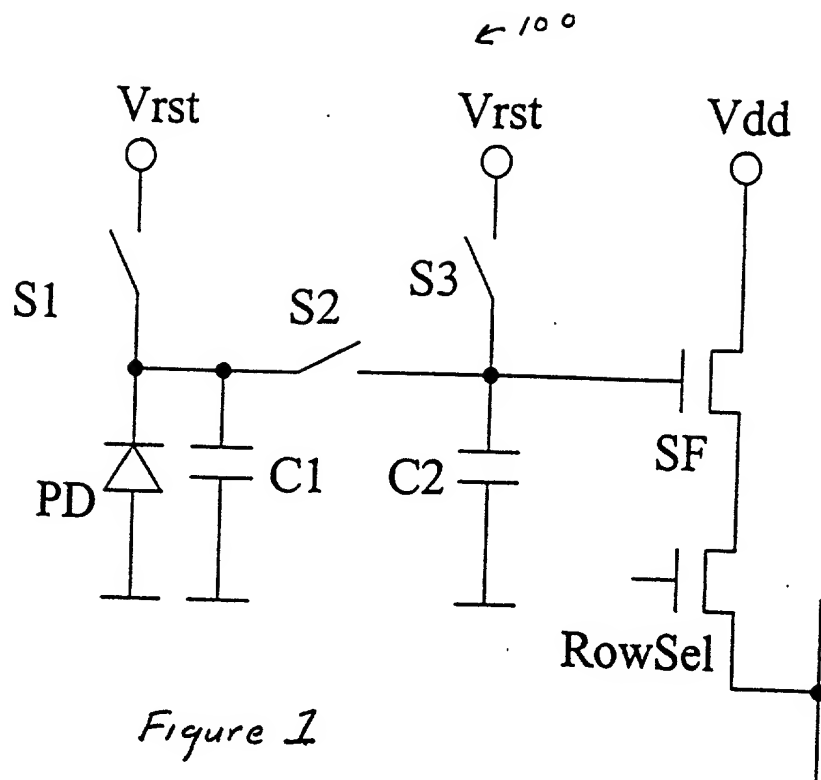 ← 100
Vrst
Vrst
Vdd
S1
S2
S3
PD
C1
C2
SF
RowSel
Figure 1